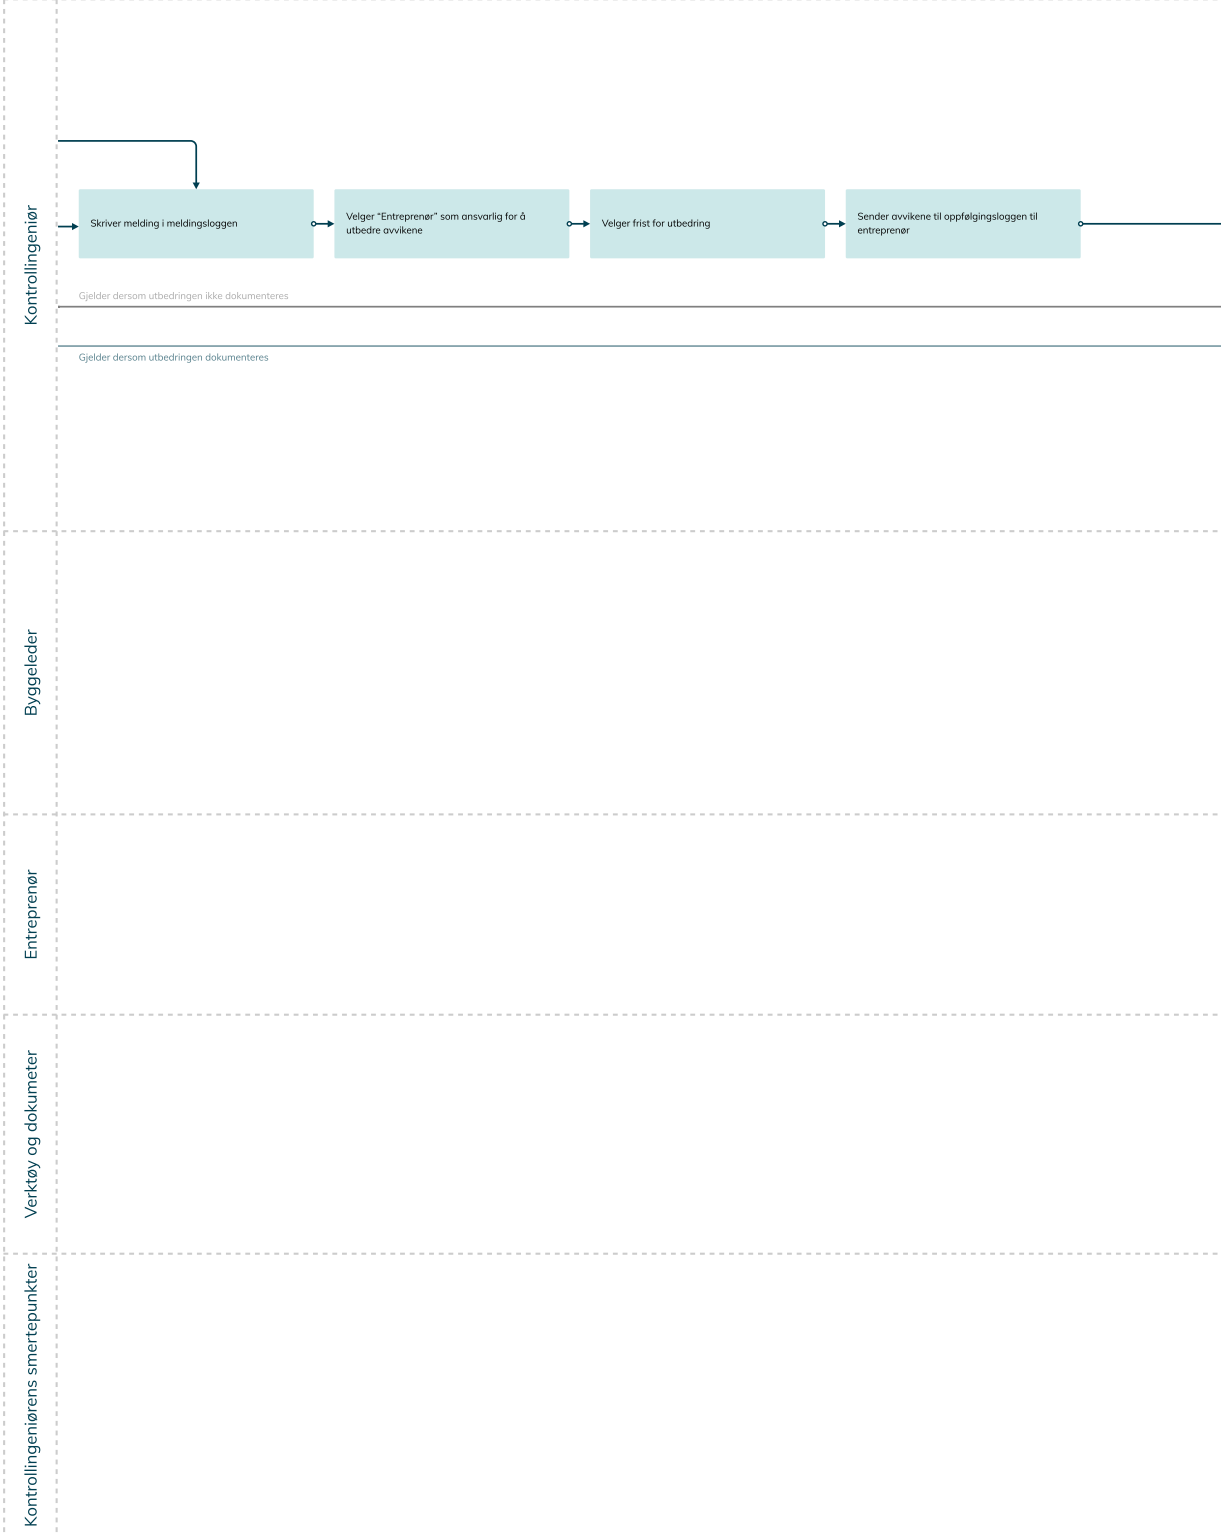 Kontrollingeniør
Skriver melding i meldingsloggen
Velger “Entreprenør” som ansvarlig for å
utbedre avvikene
Velger frist for utbedring
Sender avvikene til oppfølgingsloggen til
entreprenør
Gjelder dersom utbedringen ikke dokumenteres
Gjelder dersom utbedringen dokumenteres
Byggeleder
Entreprenør
Verktøy og dokumeter
Kontrollingeniørens smertepunkter